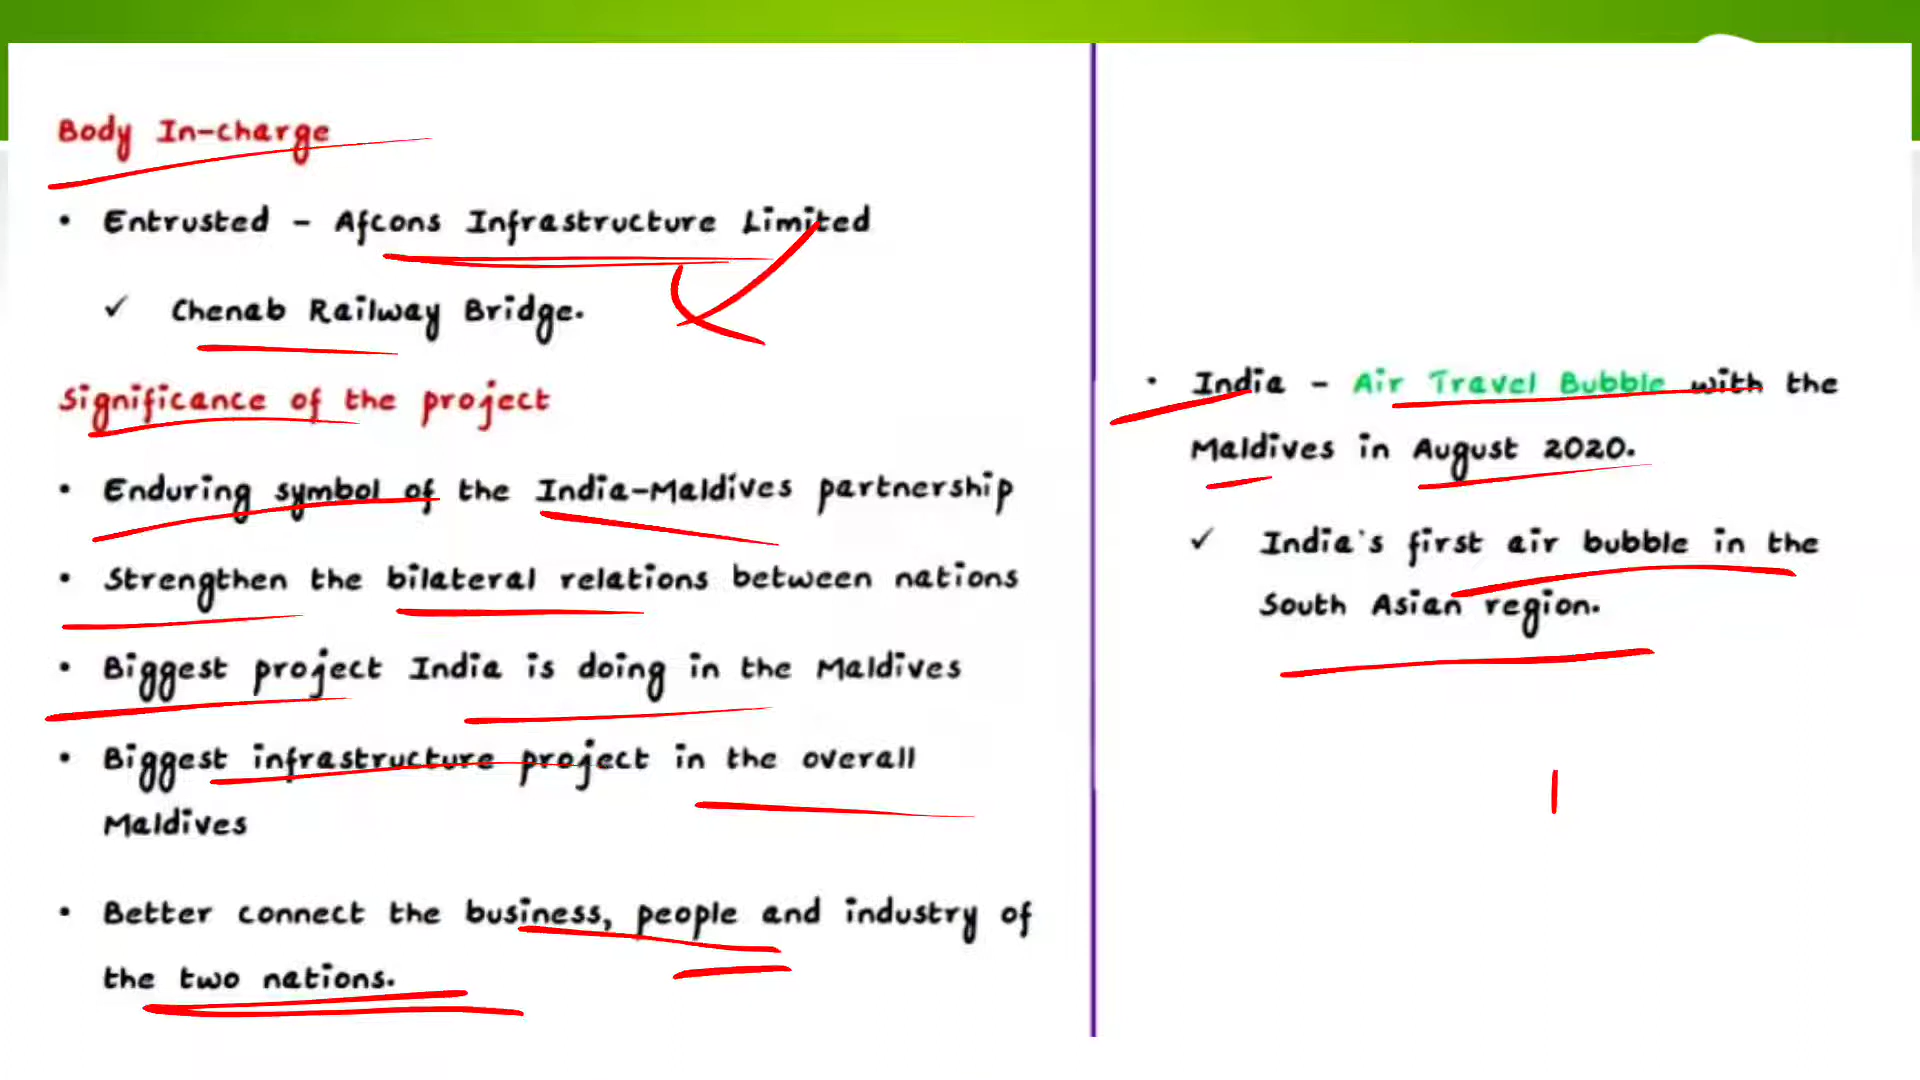 Body In-charge
• Entrusted - Afcons Infrastructure Limited
✓ Chenab Railway Bridge.
Significance of the project
• Enduring symbol of the India-Maldives partnership
• Strengthen the bilateral relations between nations
• Biggest project India is doing in the Maldives
• Biggest infrastructure project in the overall
Maldives
• Better connect the business, people and industry of
the two nations.
• India - Air Travel Bubble with the
Maldives in August 2020.
✓ India's first air bubble in the
South Asian region.